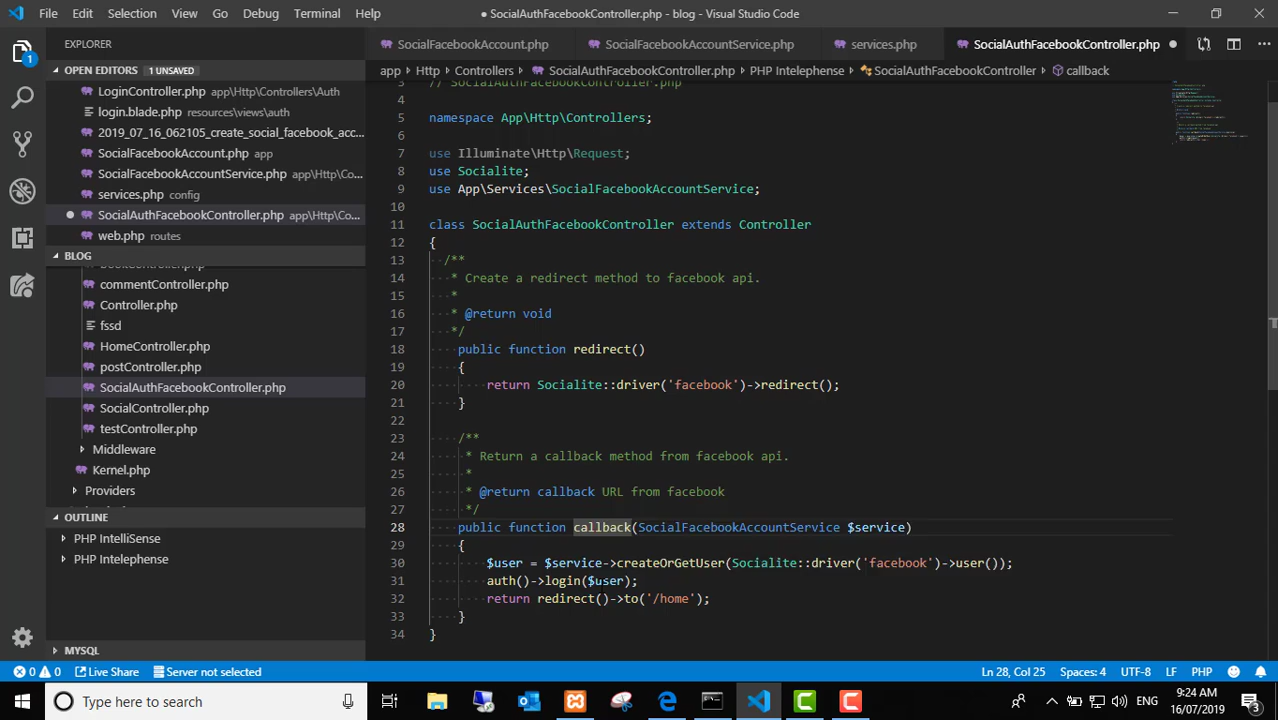 File Edit Selection View Go Debug Terminal Help
● SocialAuthFacebookController.php - blog - Visual Studio Code
EXPLORER
SocialFacebookAccount.php SocialFacebookAccountService.php services.php SocialAuthFacebookController.php
app Http Controllers SocialAuthFacebookController.php PHP Intelephense SocialAuthFacebookController callback
OPEN EDITORS 1 UNSAVED
LoginController.php app\Http\Controllers\Auth
login.blade.php resources\views\auth
2019_07_16_062105_create_social_facebook_acc...
SocialFacebookAccount.php app
SocialFacebookAccountService.php app\Http\Co...
services.php config
SocialAuthFacebookController.php app\Http\Co...
web.php routes
BLOG
BookController.php
commentController.php
Controller.php
fssd
HomeController.php
postController.php
SocialAuthFacebookController.php
SocialController.php
testController.php
Middleware
Kernel.php
Providers
OUTLINE
PHP IntelliSense
PHP Intelephense
MYSQL
3 // SocialAuthFacebookController.php
4
5 namespace App\Http\Controllers;
6
7 use Illuminate\Http\Request;
8 use Socialite;
9 use App\Services\SocialFacebookAccountService;
10
11 class SocialAuthFacebookController extends Controller
12 {
13 /**
14 * Create a redirect method to facebook api.
15 *
16 * @return void
17 */
18 public function redirect()
19 {
20 return Socialite::driver('facebook')->redirect();
21 }
22
23 /**
24 * Return a callback method from facebook api.
25 *
26 * @return callback URL from facebook
27 */
28 public function callback(SocialFacebookAccountService $service)
29 {
30 $user = $service->createOrGetUser(Socialite::driver('facebook')->user());
31 auth()->login($user);
32 return redirect()->to('/home');
33 }
34 }
0 0 Live Share Server not selected
Ln 28, Col 25 Spaces: 4 UTF-8 LF PHP
Type here to search
ENG
9:24 AM
16/07/2019
3